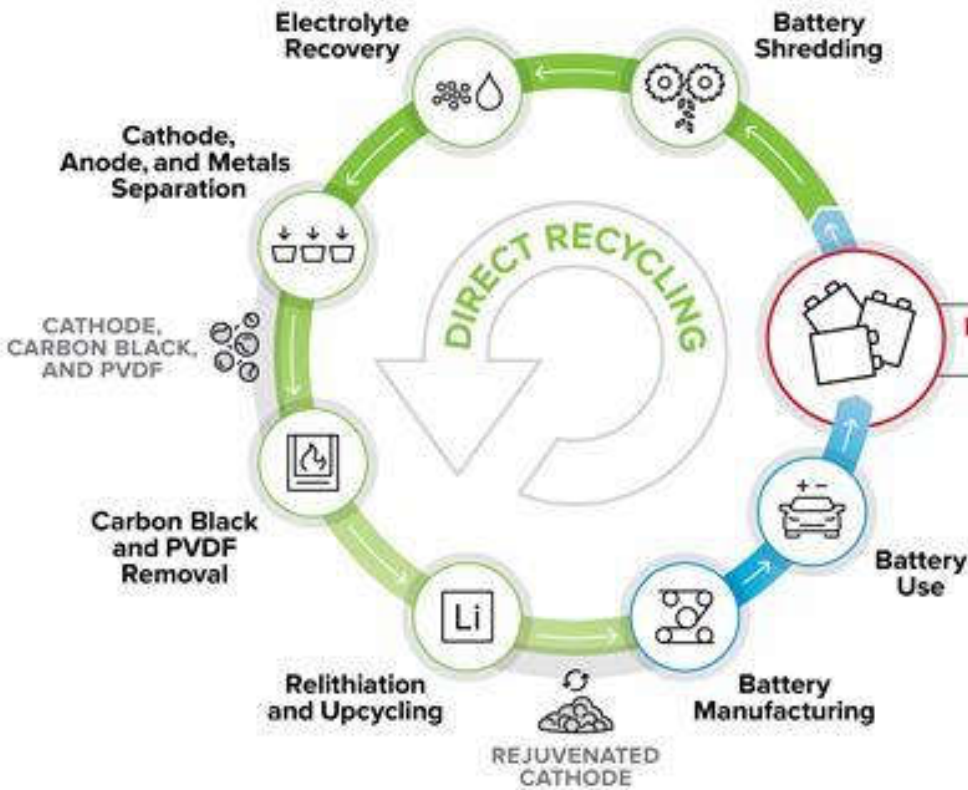 Electrolyte
Recovery
Battery
Shredding
Cathode,
Anode, and Metals
Separation
DIRECT RECYCLING
CATHODE,
CARBON BLACK,
AND PVDF
+ −
Carbon Black
and PVDF
Removal
Battery
Use
Li
Relithiation
and Upcycling
Battery
Manufacturing
REJUVENATED
CATHODE